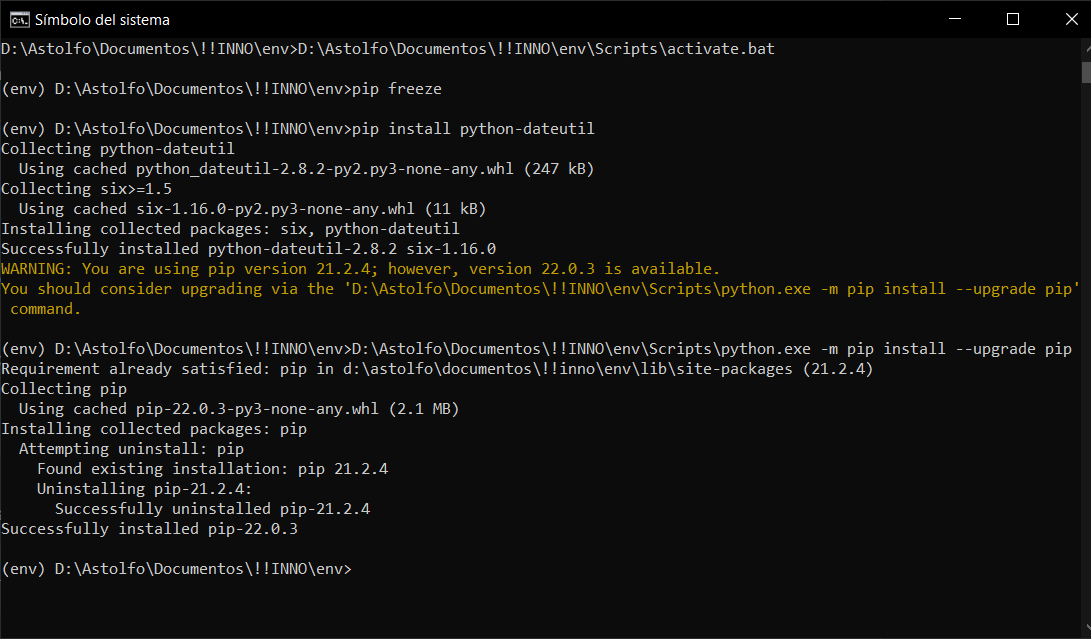 Símbolo del sistema
D:\Astolfo\Documentos\!!INNO\env>D:\Astolfo\Documentos\!!INNO\env\Scripts\activate.bat
(env) D:\Astolfo\Documentos\!!INNO\env>pip freeze
(env) D:\Astolfo\Documentos\!!INNO\env>pip install python-dateutil
Collecting python-dateutil
  Using cached python_dateutil-2.8.2-py2.py3-none-any.whl (247 kB)
Collecting six>=1.5
  Using cached six-1.16.0-py2.py3-none-any.whl (11 kB)
Installing collected packages: six, python-dateutil
Successfully installed python-dateutil-2.8.2 six-1.16.0
WARNING: You are using pip version 21.2.4; however, version 22.0.3 is available.
You should consider upgrading via the 'D:\Astolfo\Documentos\!!INNO\env\Scripts\python.exe -m pip install --upgrade pip'
 command.
(env) D:\Astolfo\Documentos\!!INNO\env>D:\Astolfo\Documentos\!!INNO\env\Scripts\python.exe -m pip install --upgrade pip
Requirement already satisfied: pip in d:\astolfo\documentos\!!inno\env\lib\site-packages (21.2.4)
Collecting pip
  Using cached pip-22.0.3-py3-none-any.whl (2.1 MB)
Installing collected packages: pip
  Attempting uninstall: pip
    Found existing installation: pip 21.2.4
    Uninstalling pip-21.2.4:
      Successfully uninstalled pip-21.2.4
Successfully installed pip-22.0.3
(env) D:\Astolfo\Documentos\!!INNO\env>